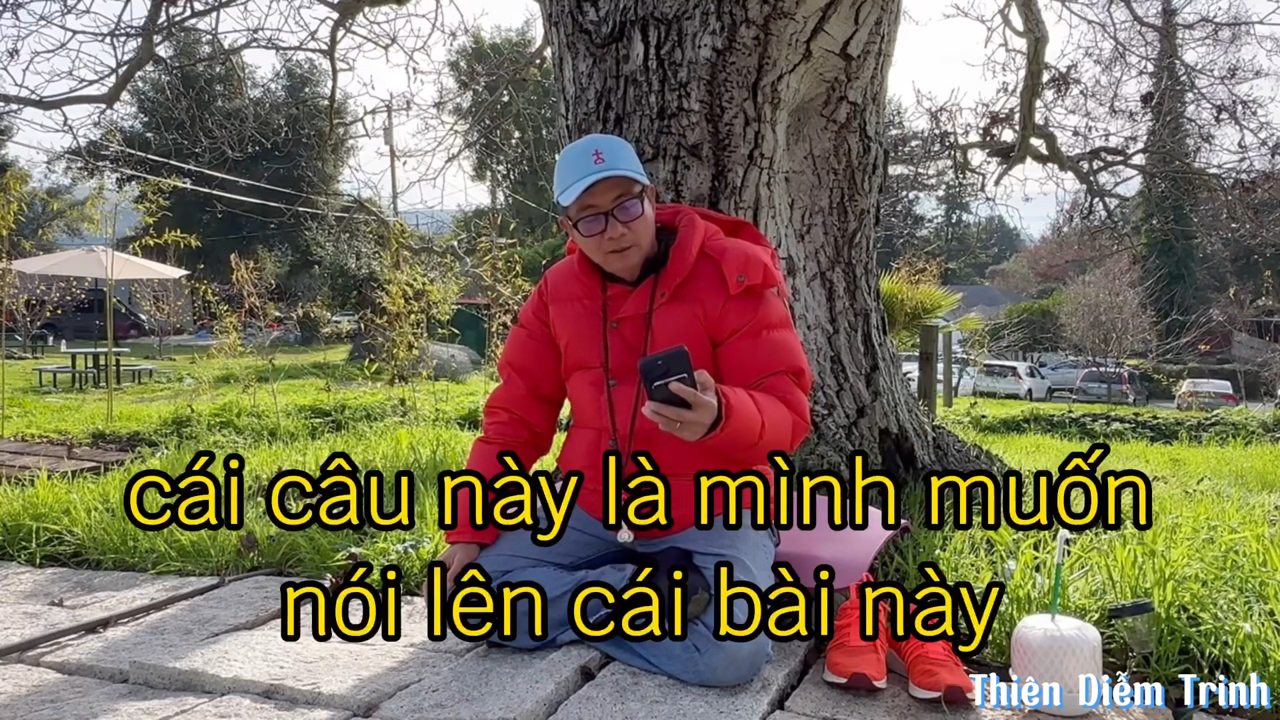 cái câu này là mình muốn
nói lên cái bài này
Thiên Diễm Trinh